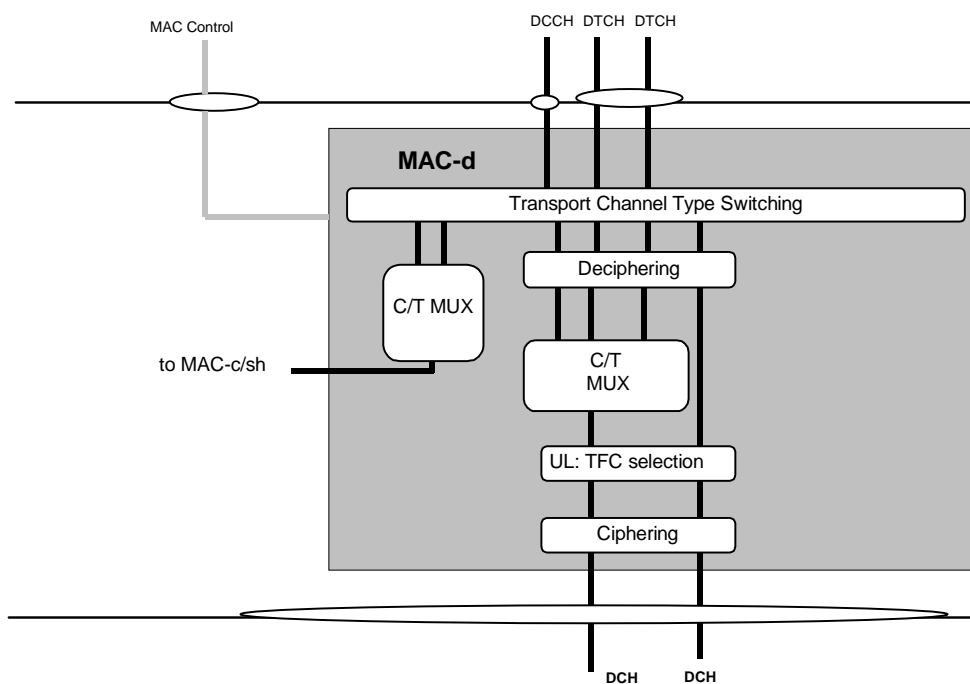 MAC Control
DCCH DTCH DTCH
MAC-d
Transport Channel Type Switching
Deciphering
C/T MUX
to MAC-c/sh
C/T
MUX
UL: TFC selection
Ciphering
DCH DCH